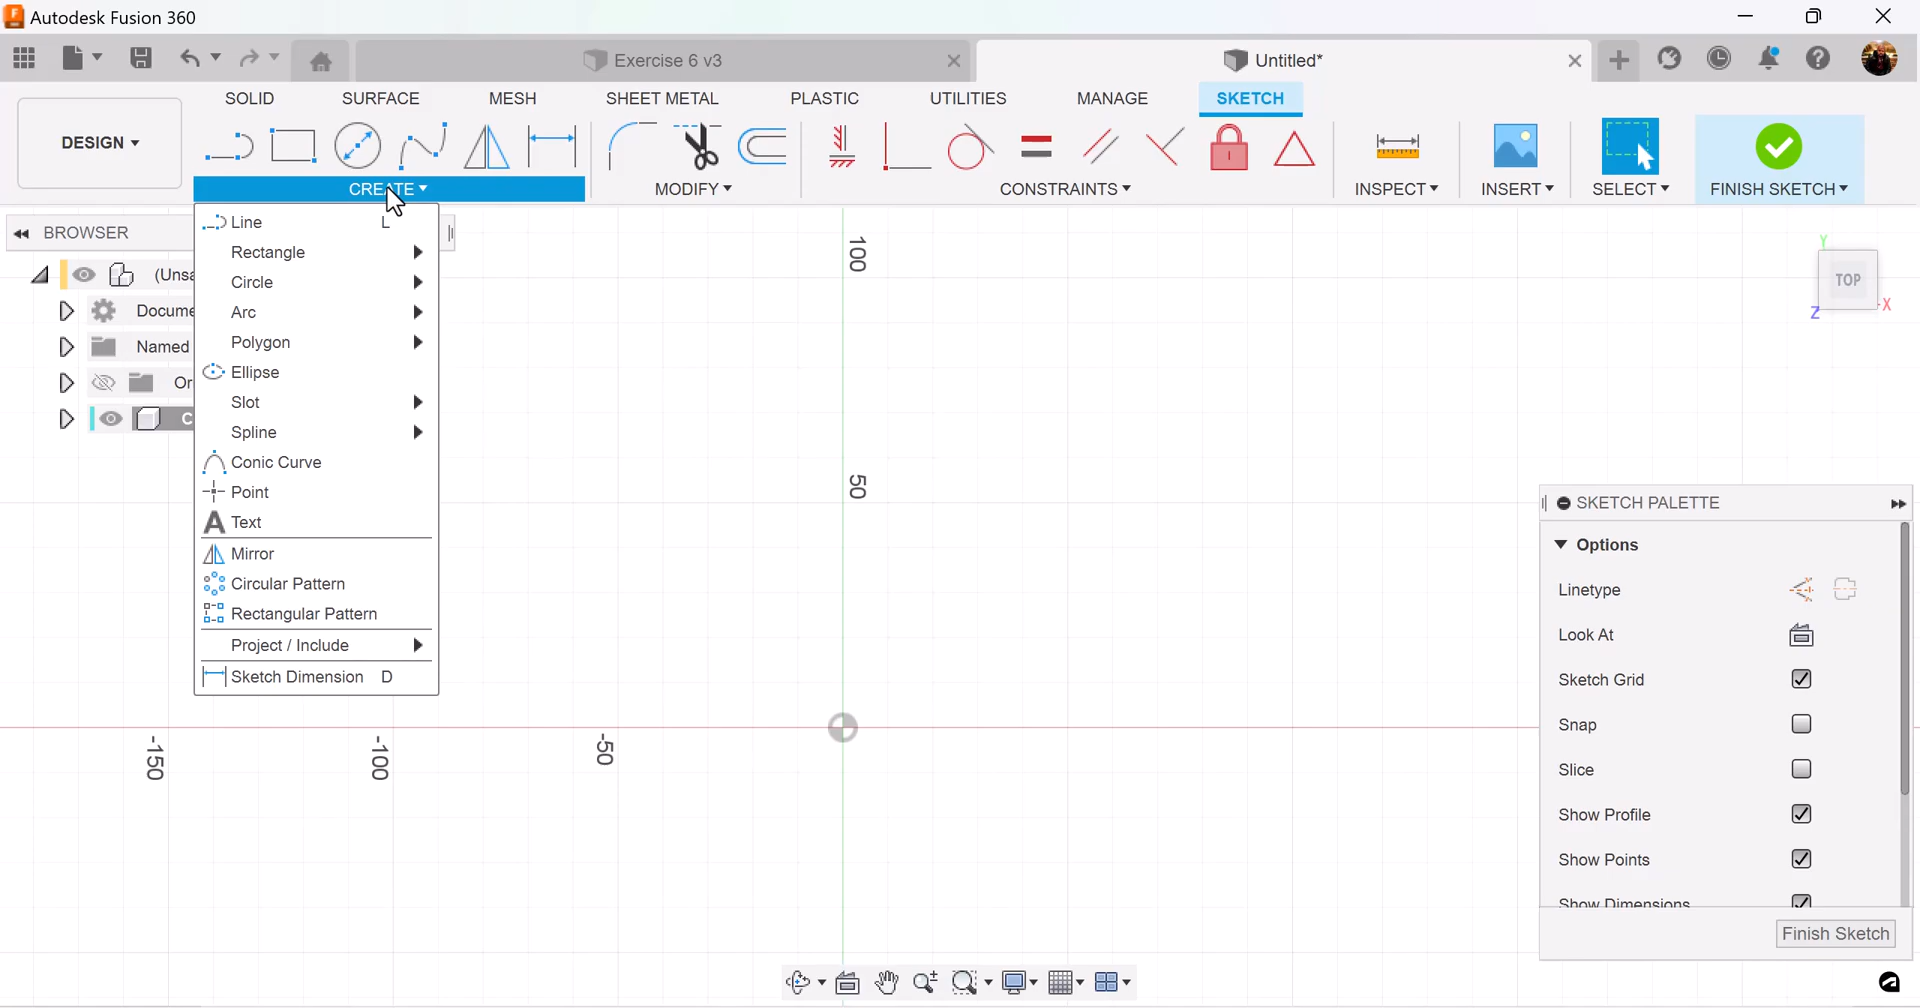 Autodesk Fusion 360
Exercise 6 v3
Untitled*
SOLID SURFACE MESH SHEET METAL PLASTIC UTILITIES MANAGE SKETCH
DESIGN
CREATE MODIFY CONSTRAINTS INSPECT INSERT SELECT FINISH SKETCH
BROWSER
(Unsa
Docume
Named
Or
C
Line L
Rectangle
Circle
Arc
Polygon
Ellipse
Slot
Spline
Conic Curve
Point
Text
Mirror
Circular Pattern
Rectangular Pattern
Project / Include
Sketch Dimension D
100
50
-150
-100
-50
Y
TOP
X
Z
SKETCH PALETTE
Options
Linetype
Look At
Sketch Grid
Snap
Slice
Show Profile
Show Points
Show Dimensions
Finish Sketch